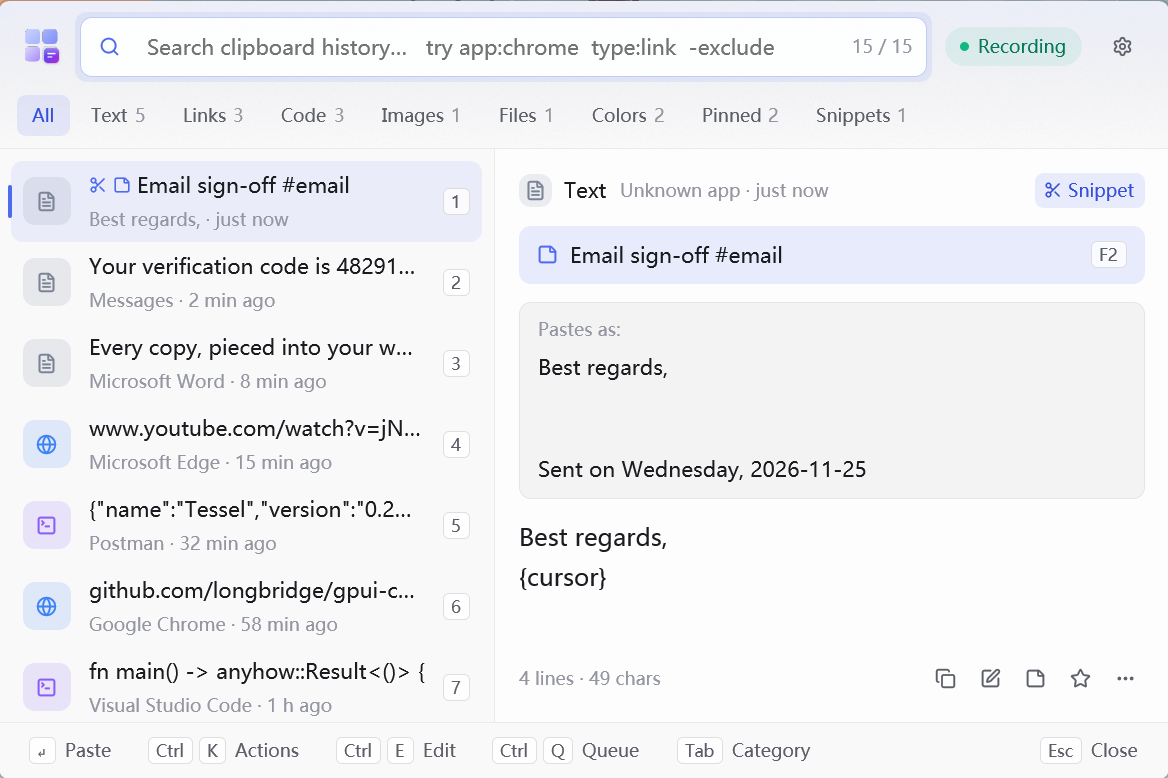 Search clipboard history... try app:chrome type:link -exclude 15 / 15 Recording
All Text 5 Links 3 Code 3 Images 1 Files 1 Colors 2 Pinned 2 Snippets 1
Email sign-off #email
Best regards, · just now
1
Your verification code is 48291...
Messages · 2 min ago
2
Every copy, pieced into your w...
Microsoft Word · 8 min ago
3
www.youtube.com/watch?v=jN...
Microsoft Edge · 15 min ago
4
{"name":"Tessel","version":"0.2...
Postman · 32 min ago
5
github.com/longbridge/gpui-c...
Google Chrome · 58 min ago
6
fn main() -> anyhow::Result<()> {
Visual Studio Code · 1 h ago
7
Text Unknown app · just now Snippet
Email sign-off #email F2
Pastes as:
Best regards,
Sent on Wednesday, 2026-11-25
Best regards,
{cursor}
4 lines · 49 chars
↵ Paste Ctrl K Actions Ctrl E Edit Ctrl Q Queue Tab Category Esc Close